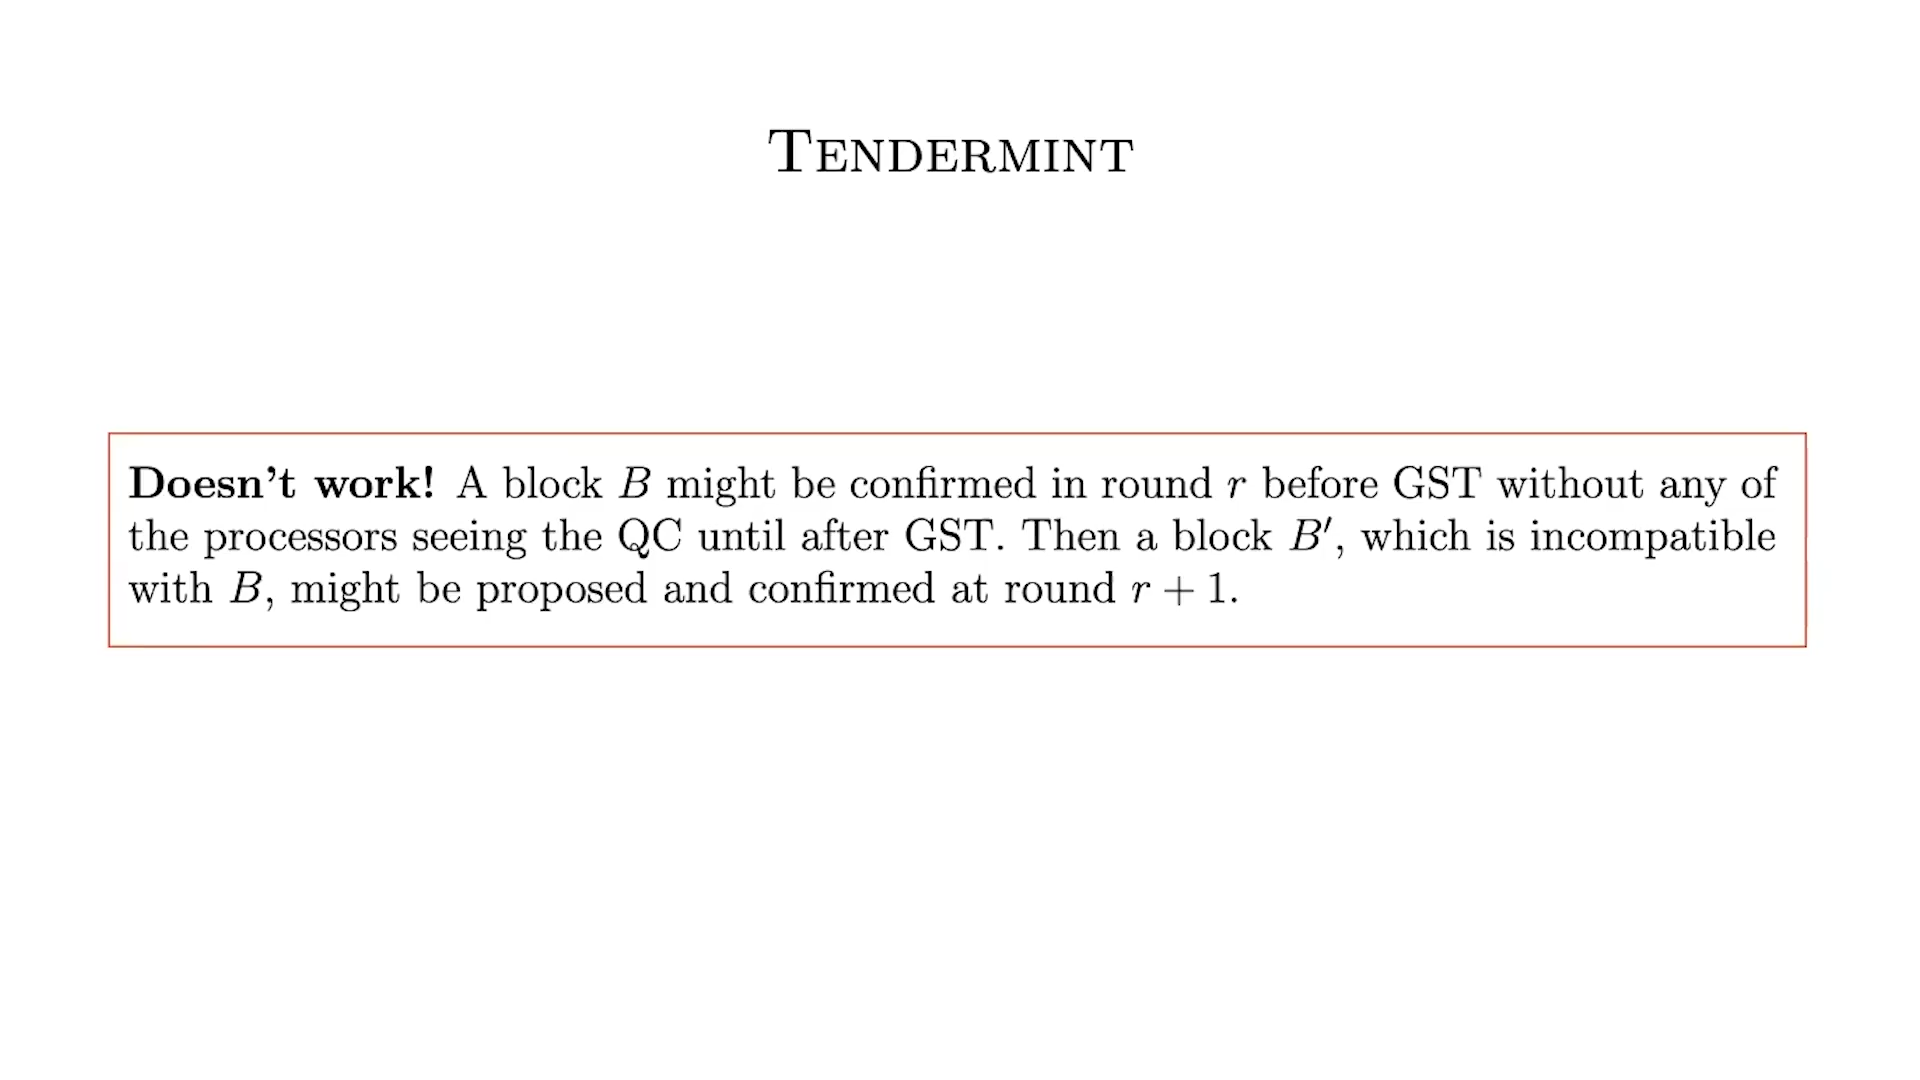 TENDERMINT
Doesn't work! A block B might be confirmed in round r before GST without any of
the processors seeing the QC until after GST. Then a block B′, which is incompatible
with B, might be proposed and confirmed at round r + 1.